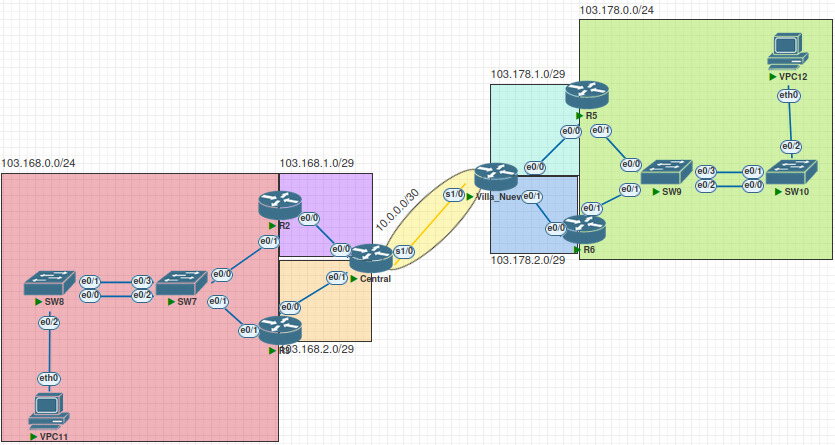 103.178.0.0/24
VPC12
eth0
103.178.1.0/29
R5
e0/0
e0/1
e0/2
e0/0
e0/0
e0/3
e0/1
SW9
e0/2
e0/0
SW10
103.168.0.0/24
103.168.1.0/29
10.0.0.0/30
s1/0
Villa_Nuev
e0/1
e0/1
e0/1
R2
e0/0
e0/0
R6
e0/1
e0/0
s1/0
103.178.2.0/29
Central
e0/1
e0/3
e0/0
e0/1
e0/0
e0/2
SW8
SW7
e0/1
e0/0
e0/2
e0/1
103.168.2.0/29
eth0
VPC11